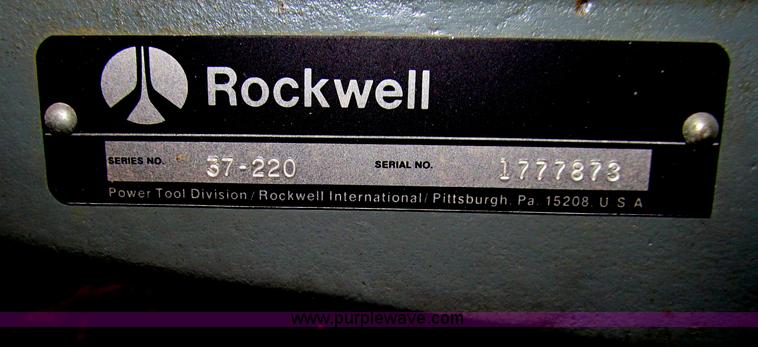 Rockwell
SERIES NO. 37-220 SERIAL NO. 1777873
Power Tool Division/Rockwell International/Pittsburgh, Pa. 15208, U S A
www.purplewave.com